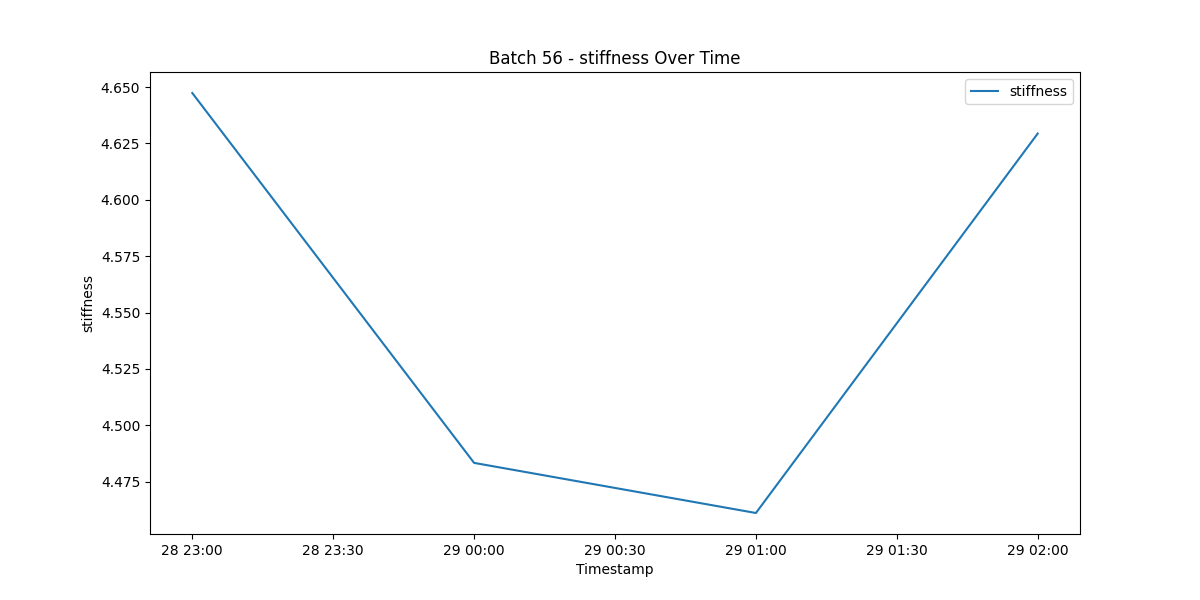 Batch 56 - stiffness Over Time
stiffness
4.650
4.625
4.600
4.575
4.550
4.525
4.500
4.475
stiffness
28 23:00 28 23:30 29 00:00 29 00:30 29 01:00 29 01:30 29 02:00
Timestamp